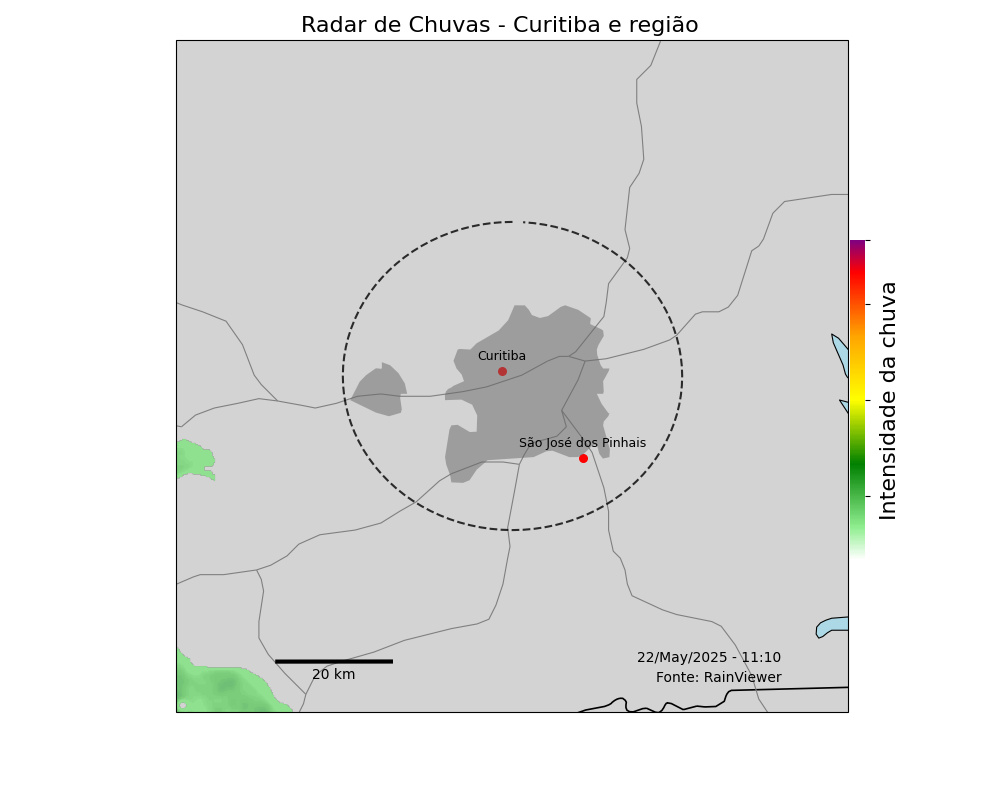 Radar de Chuvas - Curitiba e região
Curitiba
São José dos Pinhais
Intensidade da chuva
22/May/2025 - 11:10
20 km
Fonte: RainViewer